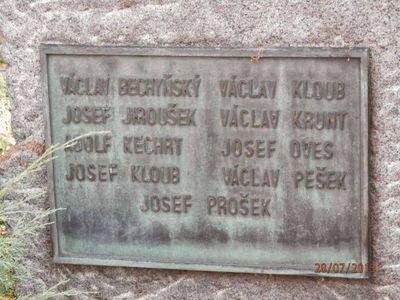 VÁCLAV BECHYŇSKÝ VÁCLAV KLOUB
JOSEF JIROUŠEK VÁCLAV KRUNT
ADOLF KECHRT JOSEF OVES
JOSEF KLOUB VÁCLAV PEŠEK
JOSEF PROŠEK